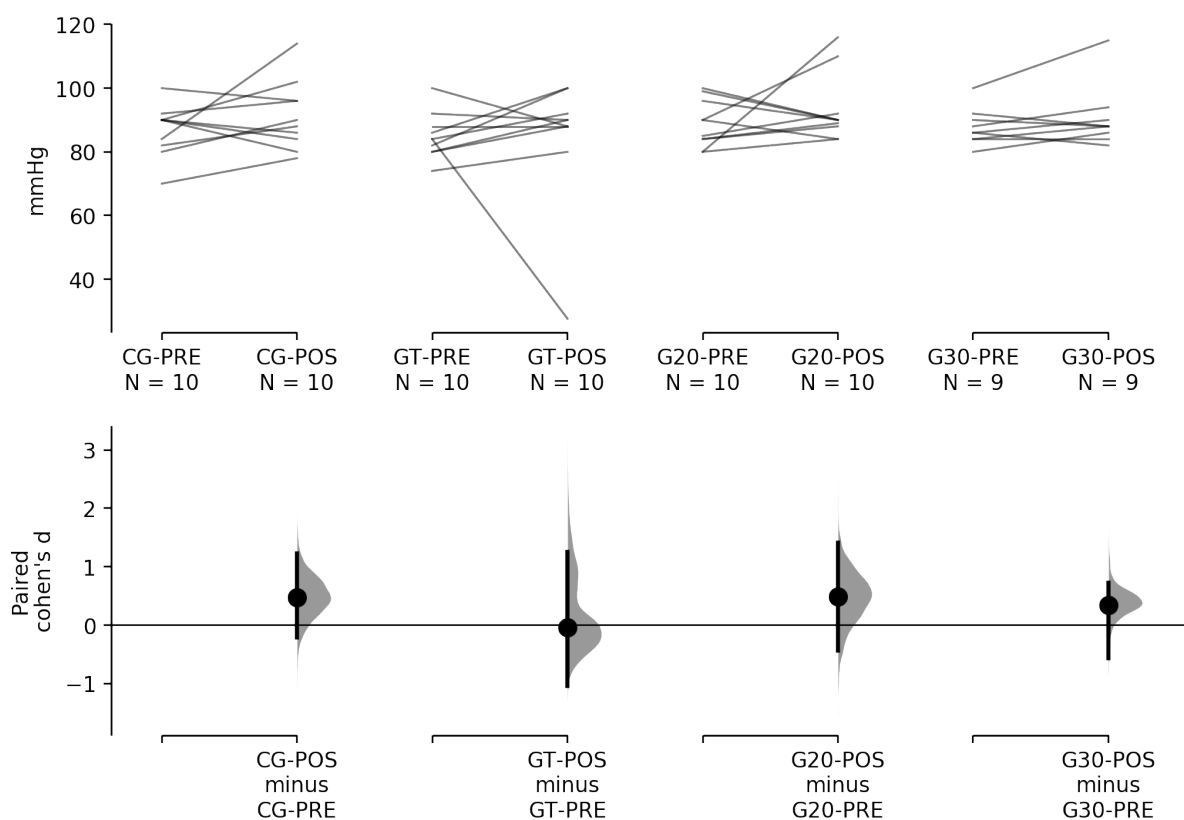 120
100
80
60
40
mmHg
CG-PRE CG-POS GT-PRE GT-POS G20-PRE G20-POS G30-PRE G30-POS
N = 10 N = 10 N = 10 N = 10 N = 10 N = 10 N = 9 N = 9
3
2
1
0
−1
Paired
cohen's d
CG-POS GT-POS G20-POS G30-POS
minus minus minus minus
CG-PRE GT-PRE G20-PRE G30-PRE